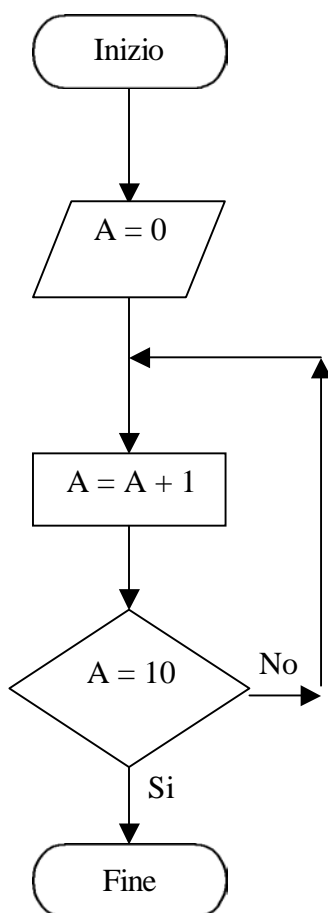 Inizio
A = 0
A = A + 1
A = 10
No
Si
Fine